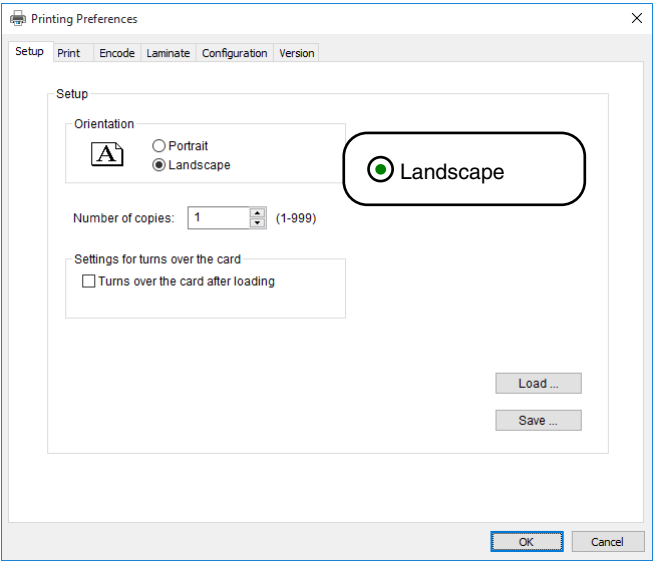 Printing Preferences
Setup Print Encode Laminate Configuration Version
Setup
Orientation
A
Portrait
Landscape
Landscape
Number of copies: 1 (1-999)
Settings for turns over the card
Turns over the card after loading
Load ...
Save ...
OK Cancel